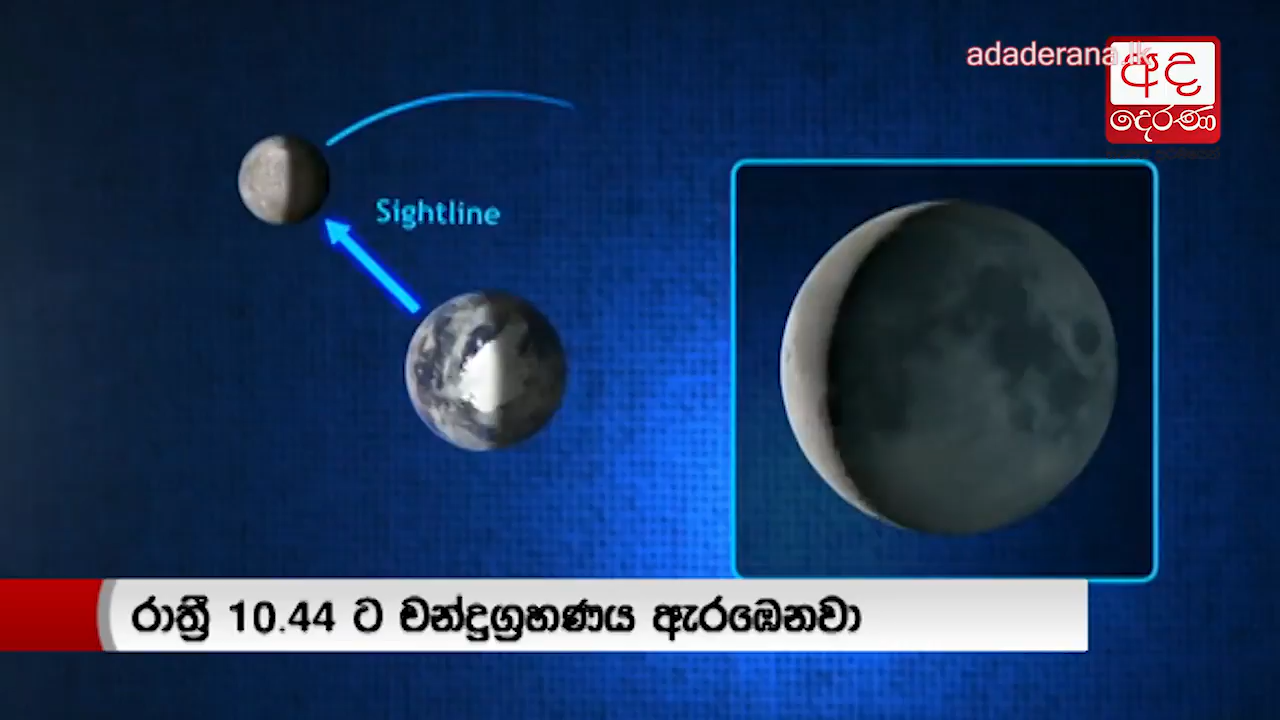 adaderana.lk
අද
දෙරණ
Sightline
රාත්‍රී 10.44 ට චන්ද්‍රග්‍රහණය ඇරඹෙනවා